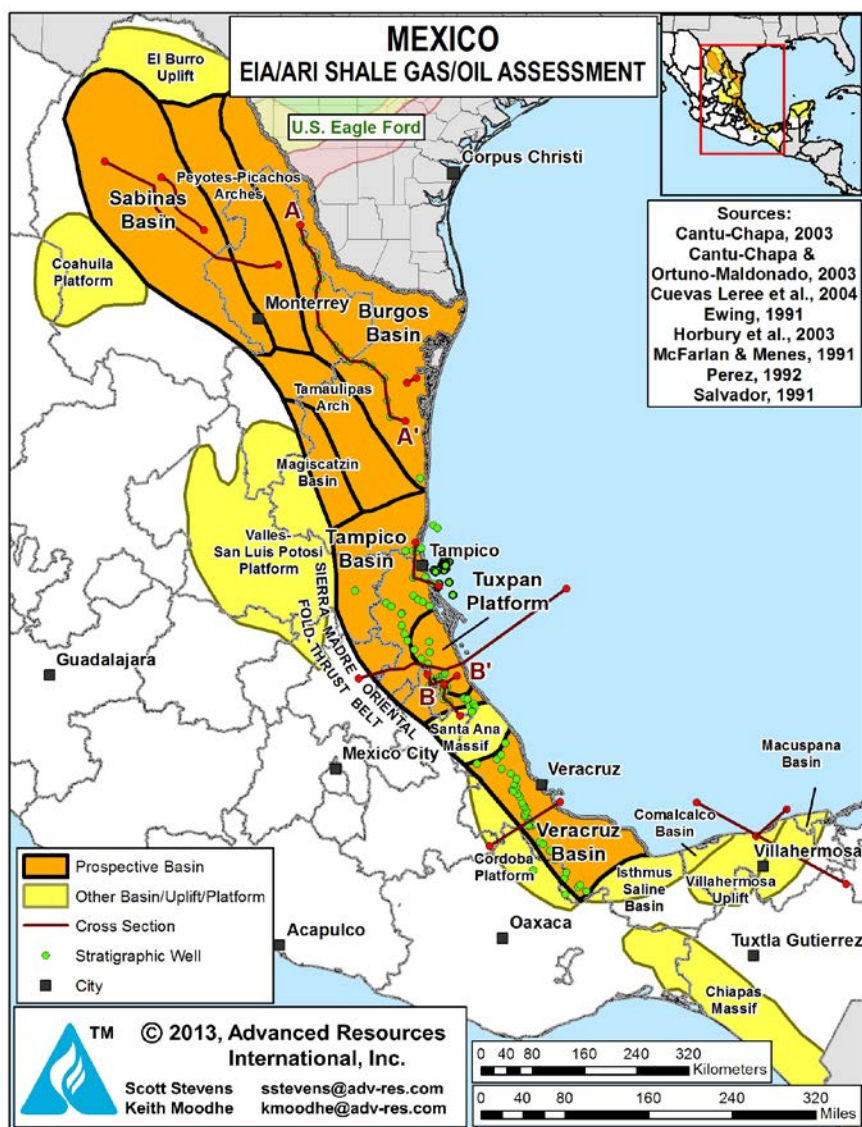 MEXICO
EIA/ARI SHALE GAS/OIL ASSESSMENT
El Burro
Uplift
U.S. Eagle Ford
Corpus Christi
Peyotes-Picachos
Arches
Sabinas
Basin
A
Coahuila
Platform
Monterrey
Burgos
Basin
Sources:
Cantu-Chapa, 2003
Cantu-Chapa &
Ortuno-Maldonado, 2003
Cuevas Leree et al., 2004
Ewing, 1991
Horbury et al., 2003
McFarlan & Menes, 1991
Perez, 1992
Salvador, 1991
Tamaulipas
Arch
A'
Magiscatzin
Basin
Valles-
San Luis Potosi
Platform
Tampico
Basin
Tampico
Tuxpan
Platform
SIERRA MADRE ORIENTAL
FOLD-THRUST BELT
Guadalajara
B
B'
Santa Ana
Massif
Mexico City
Veracruz
Macuspana
Basin
Veracruz
Basin
Comalcalco
Basin
Villahermosa
Cordoba
Platform
Isthmus
Saline
Basin
Villahermosa
Uplift
Oaxaca
Acapulco
Tuxtla Gutierrez
Chiapas
Massif
Prospective Basin
Other Basin/Uplift/Platform
Cross Section
Stratigraphic Well
City
TM
© 2013, Advanced Resources
International, Inc.
Scott Stevens sstevens@adv-res.com
Keith Moodhe kmoodhe@adv-res.com
0 40 80 160 240 320
Kilometers
0 40 80 160 240 320
Miles